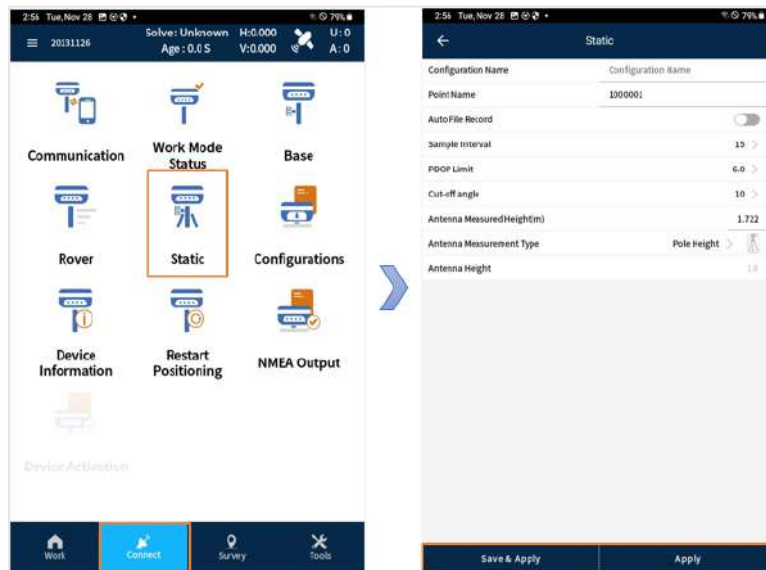 2:56 Tue, Nov 28
79%
20131126
Solve: Unknown H:0.000 U: 0
Age : 0.0 S V:0.000 A: 0
Communication
Work Mode
Status
Base
Rover
Static
Configurations
Device
Information
Restart
Positioning
NMEA Output
Device Activation
Work
Connect
Survey
Tools
2:56 Tue, Nov 28
79%
Static
Configuration Name Configuration Name
Point Name 1000001
Auto File Record
Sample Interval 15
PDOP Limit 6.0
Cut-off angle 10
Antenna Measured Height(m) 1.722
Antenna Measurement Type Pole Height
Antenna Height
Save & Apply
Apply